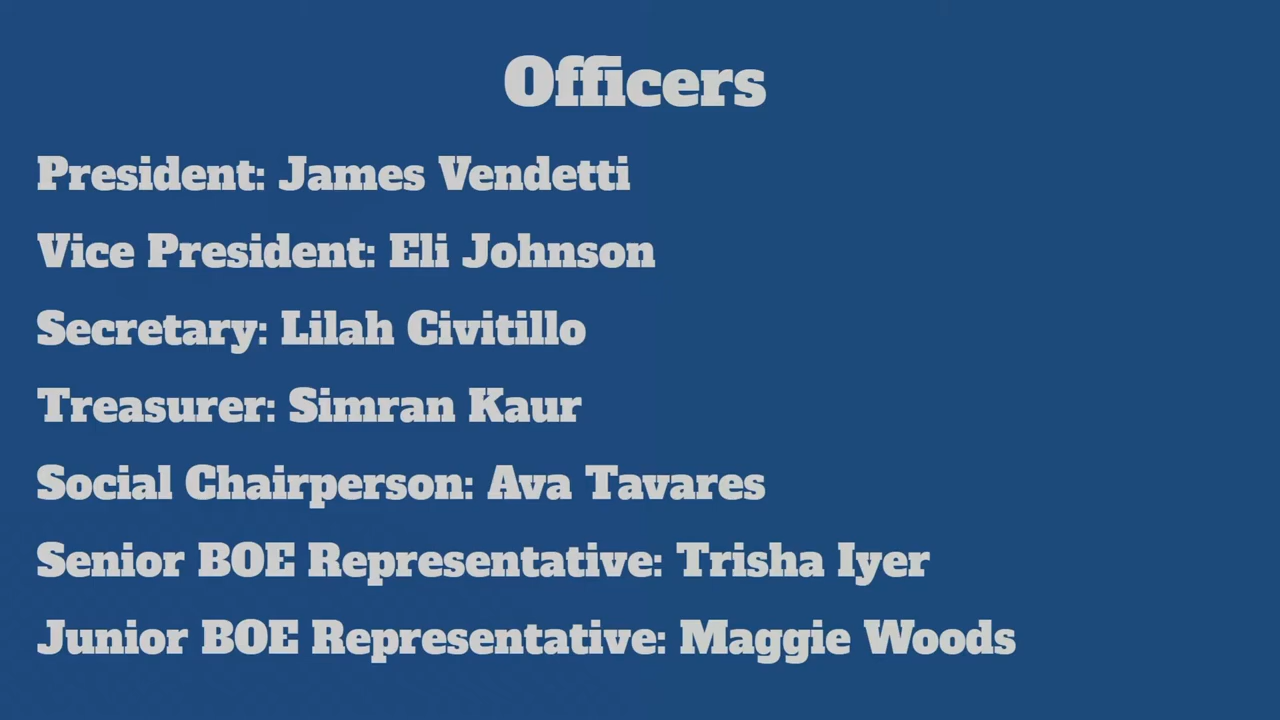 Officers
President: James Vendetti
Vice President: Eli Johnson
Secretary: Lilah Civitillo
Treasurer: Simran Kaur
Social Chairperson: Ava Tavares
Senior BOE Representative: Trisha Iyer
Junior BOE Representative: Maggie Woods